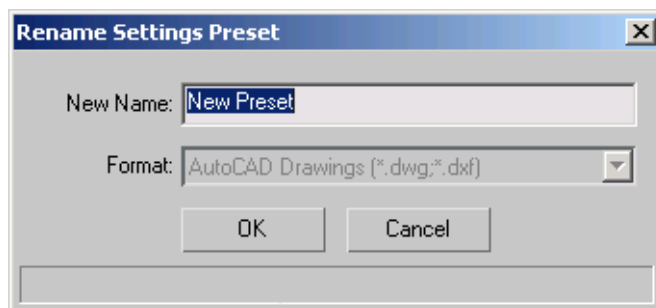 Rename Settings Preset
New Name: New Preset
Format: AutoCAD Drawings (*.dwg;*.dxf)
OK Cancel